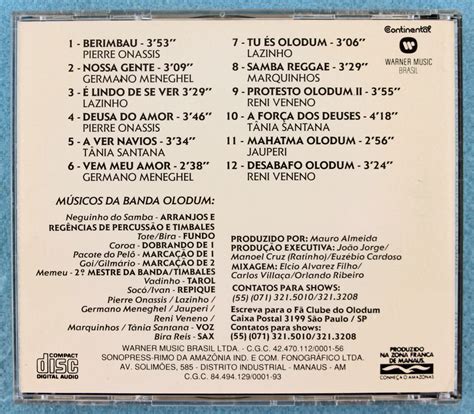 1 - BERIMBAU - 3'53''
PIERRE ONASSIS
2 - NOSSA GENTE - 3'09''
GERMANO MENEGHEL
3 - É LINDO DE SE VER 3'29''
LAZINHO
4 - DEUSA DO AMOR - 3'46''
PIERRE ONASSIS
5 - A VER NAVIOS - 3'34''
TÂNIA SANTANA
6 - VEM MEU AMOR - 2'38''
GERMANO MENEGHEL
7 - TU ÉS OLODUM - 3'06''
LAZINHO
8 - SAMBA REGGAE - 3'29''
MARQUINHOS
9 - PROTESTO OLODUM II - 3'55''
RENI VENENO
10 - A FORÇA DOS DEUSES - 4'18''
TÂNIA SANTANA
11 - MAHATMA OLODUM - 2'56''
JAUPERI
12 - DESABAFO OLODUM - 3'24''
RENI VENENO
Continental
WARNER MUSIC
BRASIL
MÚSICOS DA BANDA OLODUM:
Neguinho do Samba - ARRANJOS E
REGÊNCIAS DE PERCUSSÃO E TIMBALES
Tote/Bira - FUNDO
Coroa - DOBRANDO DE 1
Pacote do Pelô - MARCAÇÃO DE 1
Goi/Gilmário - MARCAÇÃO DE 2
Memeu - 2º MESTRE DA BANDA/TIMBALES
Vadinho - TAROL
Socó/Ivan - REPIQUE
Pierre Onassis / Lazinho /
Germano Meneghel / Jauperi /
Reni Veneno /
Marquinhos / Tânia Santana - VOZ
Bira Reis - SAX
PRODUZIDO POR: Mauro Almeida
PRODUÇÃO EXECUTIVA: João Jorge/
Manoel Cruz (Ratinho)/Euzébio Cardoso
MIXAGEM: Elcio Alvarez Filho/
Carlos Villaça/Orlando Ribeiro
CONTATOS PARA SHOWS:
(55) (071) 321.5010/321.3208
Escreva para o Fã Clube do Olodum
Caixa Postal 3199 São Paulo / SP
Contatos para shows:
(55) (071) 321.5010/321.3208
COMPACT
disc
DIGITAL AUDIO
WARNER MUSIC BRASIL LTDA. - C.G.C. 42.470.112/0001-56
SONOPRESS-RIMO DA AMAZÔNIA IND. E COM. FONOGRÁFICO LTDA.
AV. SOLIMÕES, 585 - DISTRITO INDUSTRIAL - MANAUS - AM
C.G.C. 84.494.129/0001-93
PRODUZIDO
NA ZONA FRANCA DE
MANAUS
CONHEÇA O AMAZONAS